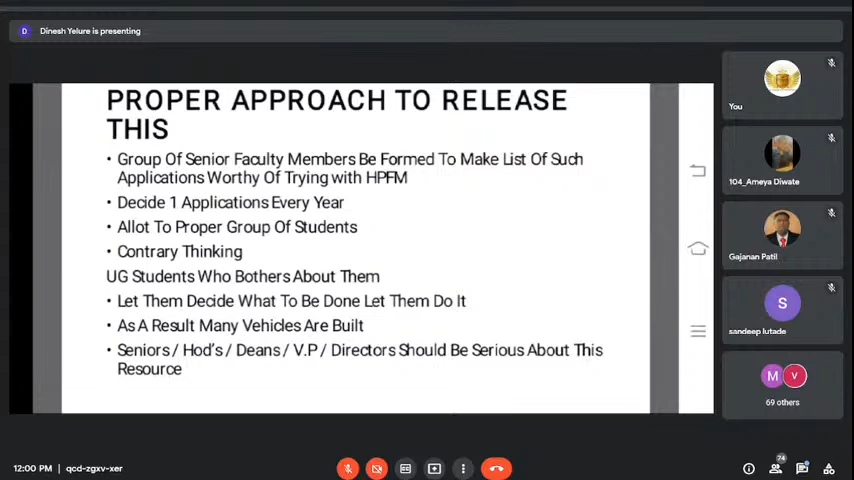 D
Dinesh Yelure is presenting
PROPER APPROACH TO RELEASE
THIS
• Group Of Senior Faculty Members Be Formed To Make List Of Such
Applications Worthy Of Trying with HPFM
• Decide 1 Applications Every Year
• Allot To Proper Group Of Students
• Contrary Thinking
UG Students Who Bothers About Them
• Let Them Decide What To Be Done Let Them Do It
• As A Result Many Vehicles Are Built
• Seniors / Hod's / Deans / V.P / Directors Should Be Serious About This
Resource
You
104_Ameya Diwate
Gajanan Patil
S
sandeep lutade
M V
69 others
12:00 PM | qcd-zgxv-xer
74